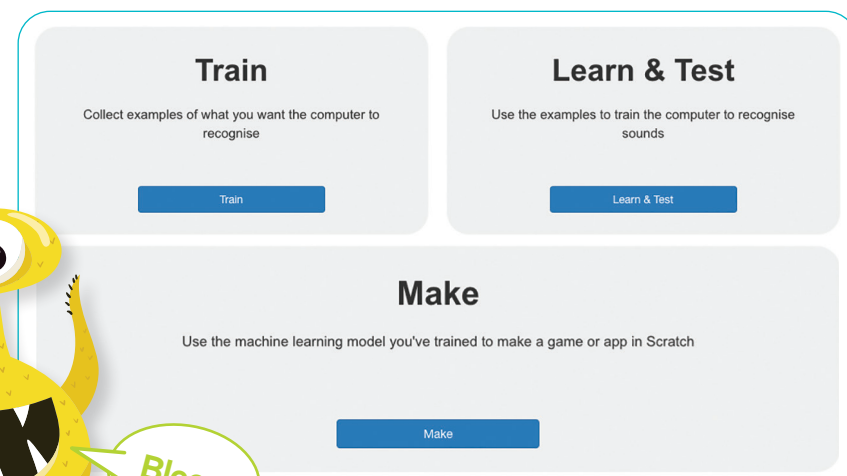 Train
Collect examples of what you want the computer to
recognise
Train
Learn & Test
Use the examples to train the computer to recognise
sounds
Learn & Test
Make
Use the machine learning model you've trained to make a game or app in Scratch
Make